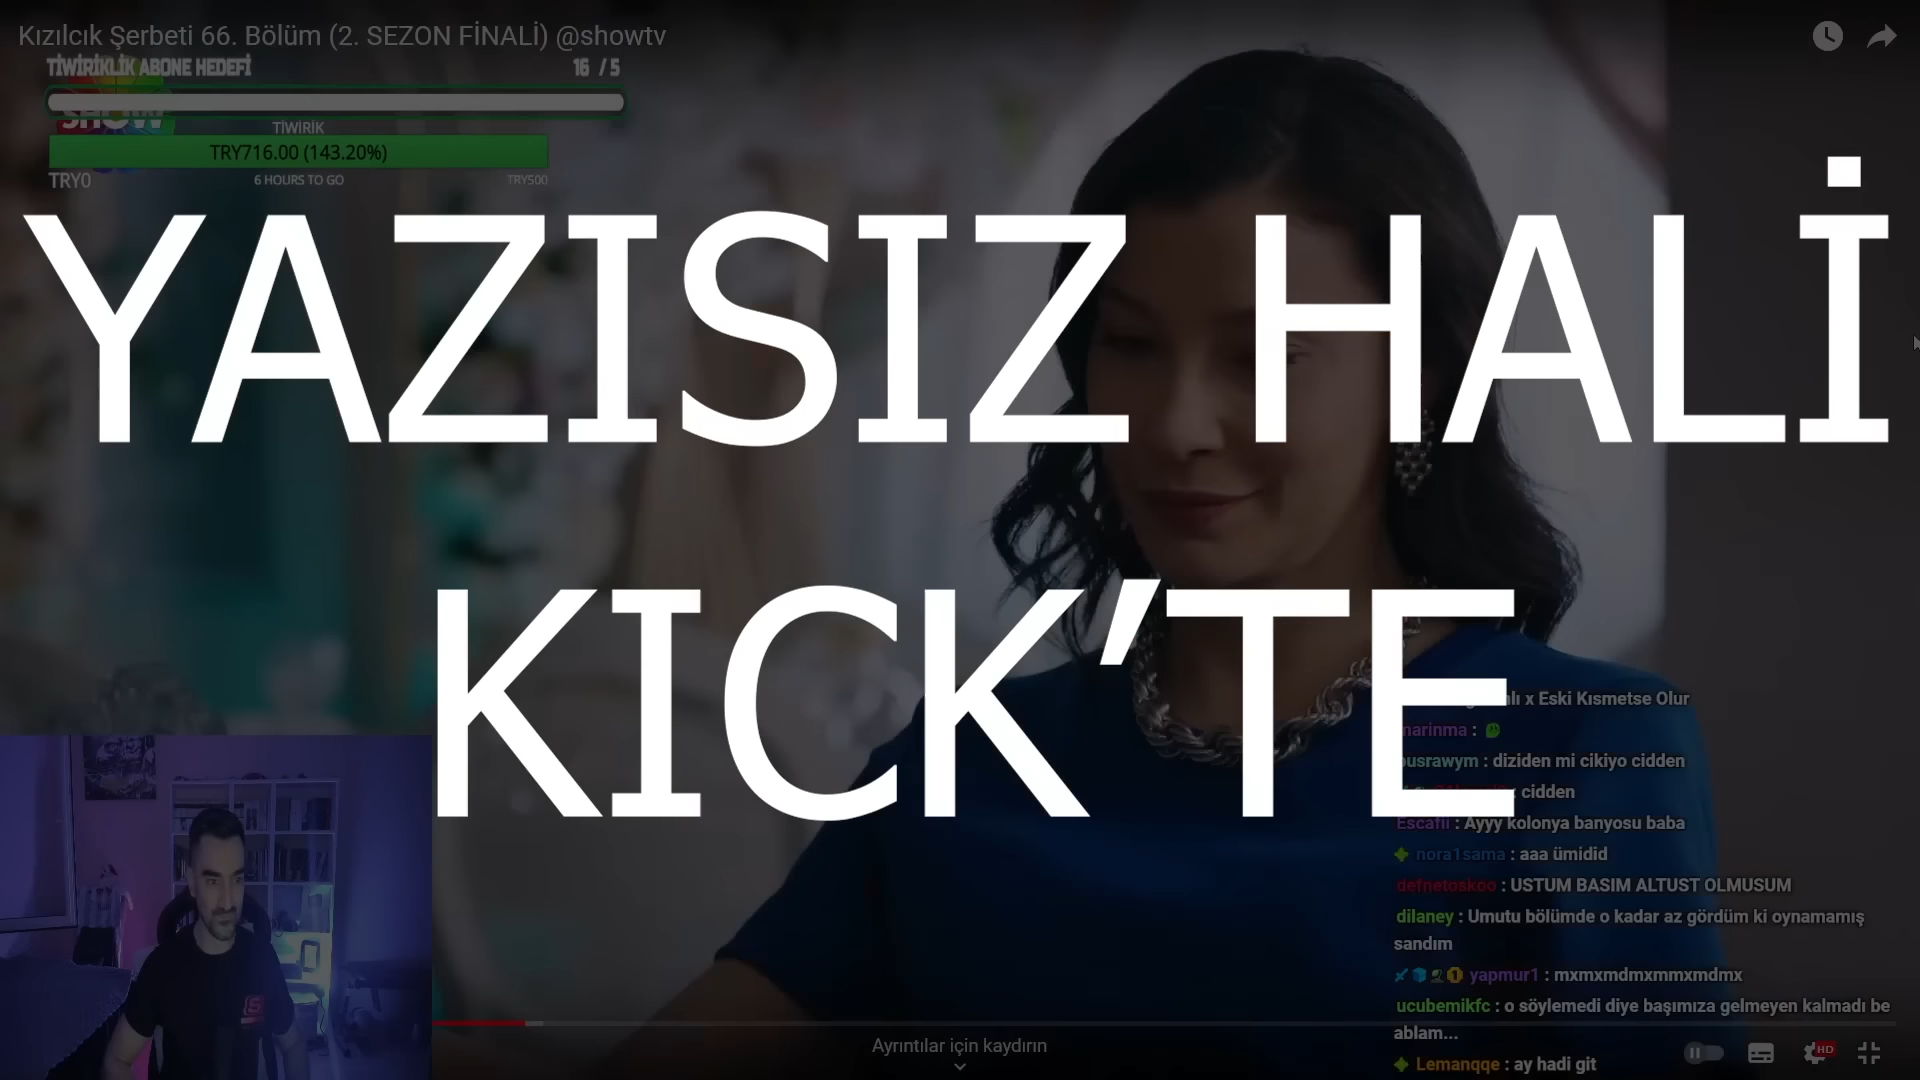 Kızılcık Şerbeti 66. Bölüm (2. SEZON FİNALİ) @showtv
TİWİRİKLİK ABONE HEDEFİ 16 / 5
SHOW
TİWİRİK
TRY716.00 (143.20%)
TRY0 6 HOURS TO GO TRY500
YAZISIZ HALİ
KICK’TE
x Eski Kısmetse Olur
narinma :
busrawym : diziden mi cikiyo cidden
: cidden
Escafii : Ayyy kolonya banyosu baba
nora1sama : aaa ümidid
defnetoskoo : USTUM BASIM ALTUST OLMUSUM
dilaney : Umutu bölümde o kadar az gördüm ki oynamamış
sandım
yapmur1 : mxmxmdmxmmxmdmx
ucubemikfc : o söylemedi diye başımıza gelmeyen kalmadı be
ablam...
Lemanqqe : ay hadi git
Ayrıntılar için kaydırın
HD